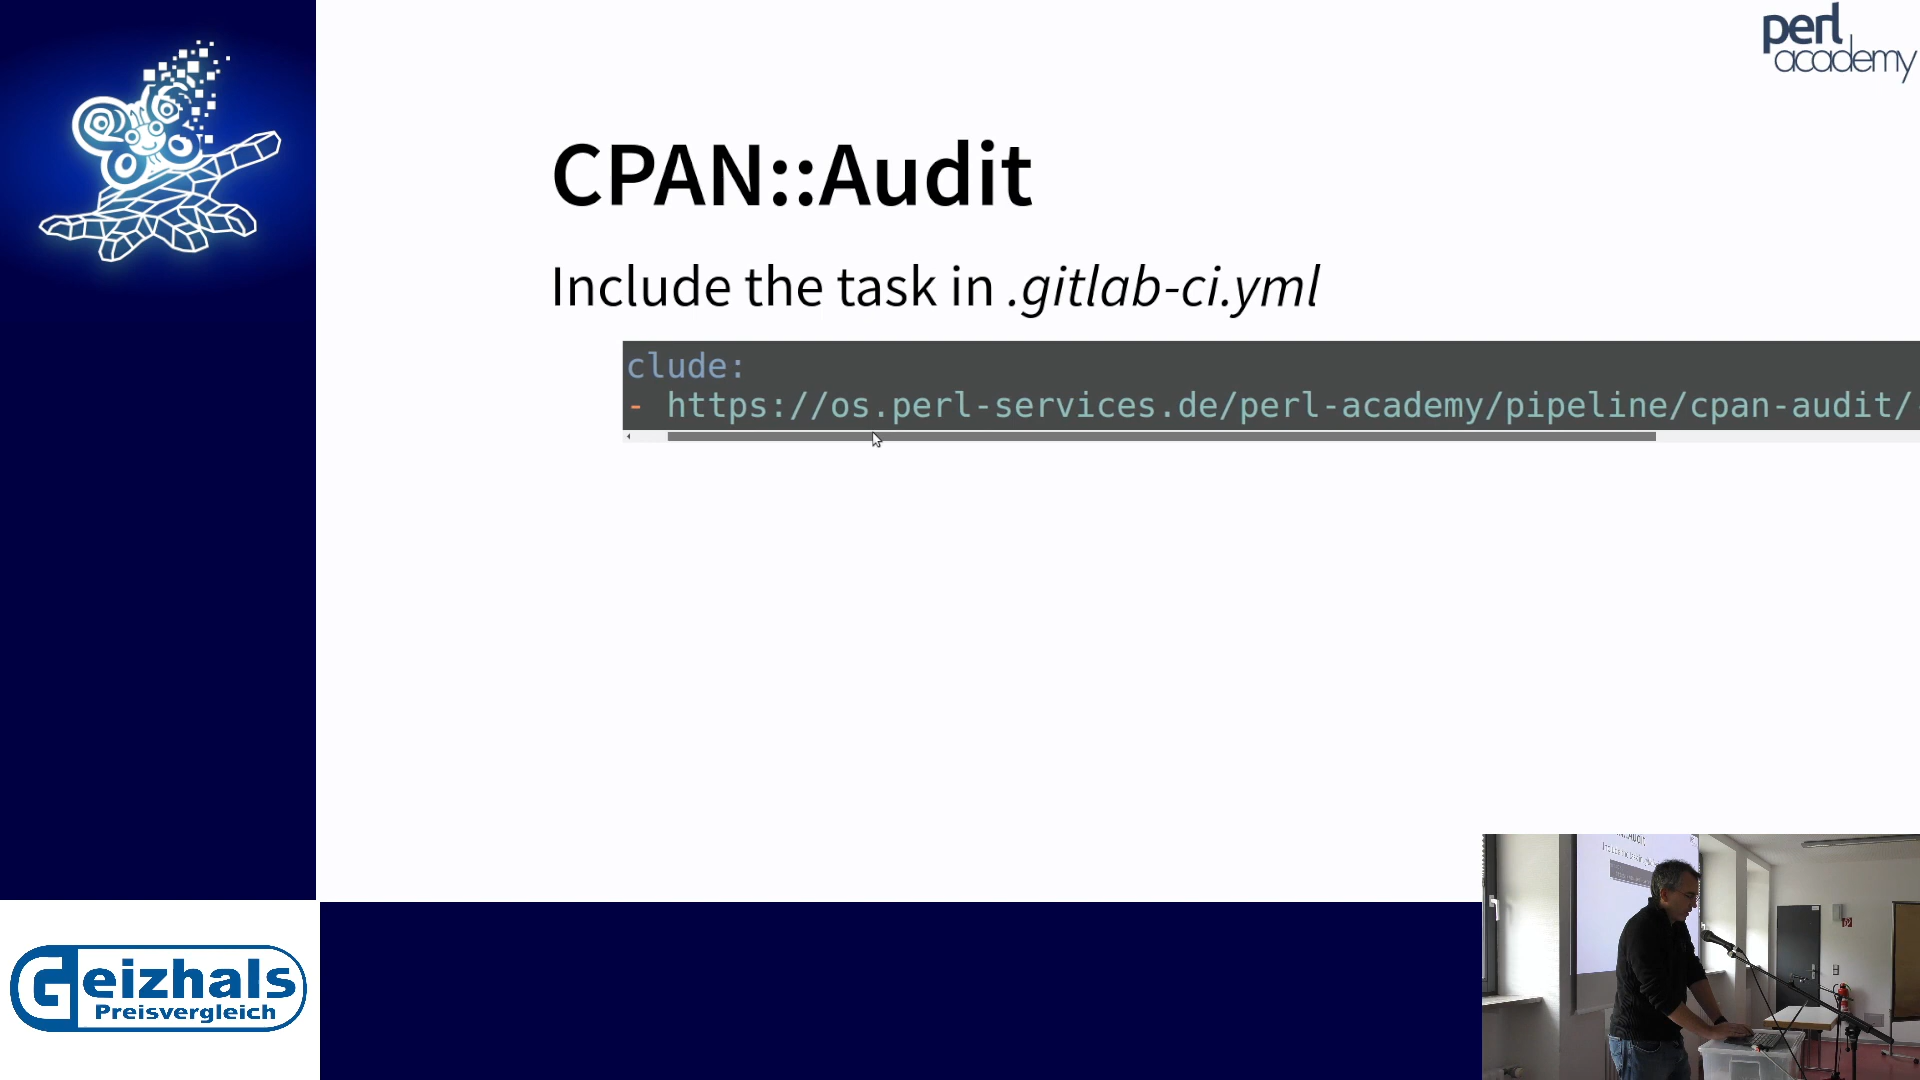 perl
academy
CPAN::Audit
Include the task in .gitlab-ci.yml
clude:
- https://os.perl-services.de/perl-academy/pipeline/cpan-audit/
Geizhals
Preisvergleich